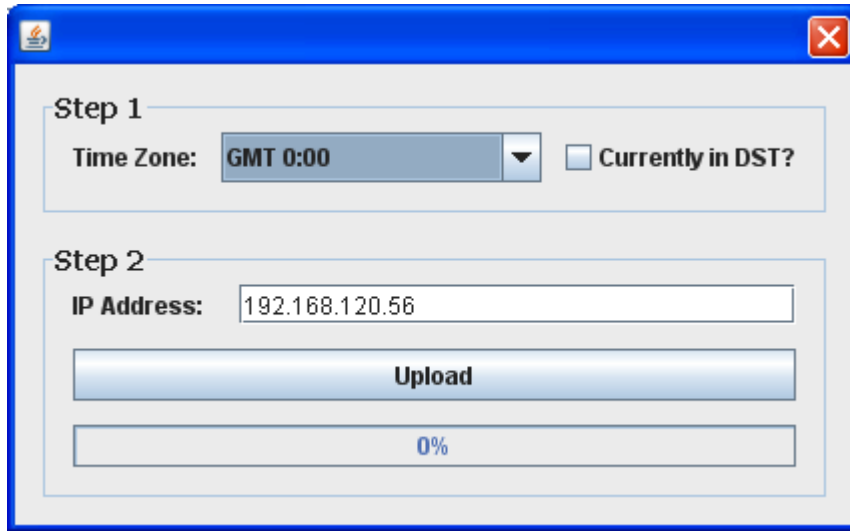 Step 1
Time Zone: GMT 0:00 Currently in DST?
Step 2
IP Address: 192.168.120.56
Upload
0%